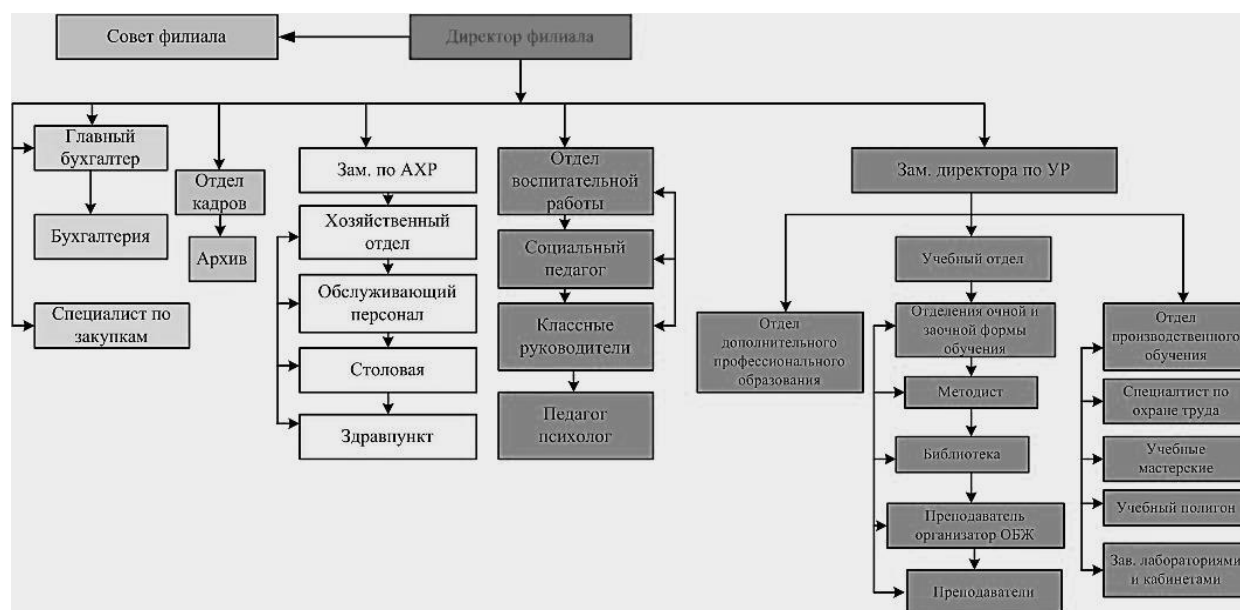 Совет филиала
Директор филиала
Главный
бухгалтер
Бухгалтерия
Специалист по
закупкам
Отдел
кадров
Архив
Зам. по АХР
Хозяйственный
отдел
Обслуживающий
персонал
Столовая
Здравпункт
Отдел
воспитательной
работы
Социальный
педагог
Классные
руководители
Педагог
психолог
Зам. директора по УР
Отдел
дополнительного
профессионального
образования
Учебный отдел
Отделения очной и
заочной формы
обучения
Методист
Библиотека
Преподаватель
организатор ОБЖ
Преподаватели
Отдел
производственного
обучения
Специалтист по
охране труда
Учебные
мастерские
Учебный полигон
Зав. лабораториями
и кабинетами